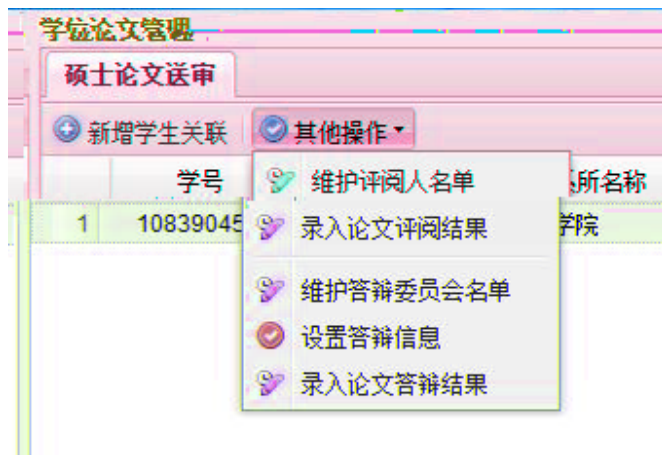 学位论文管理
硕士论文送审
新增学生关联 其他操作
学号 所名称
维护评阅人名单
1 10839045 学院
录入论文评阅结果
维护答辩委员会名单
设置答辩信息
录入论文答辩结果